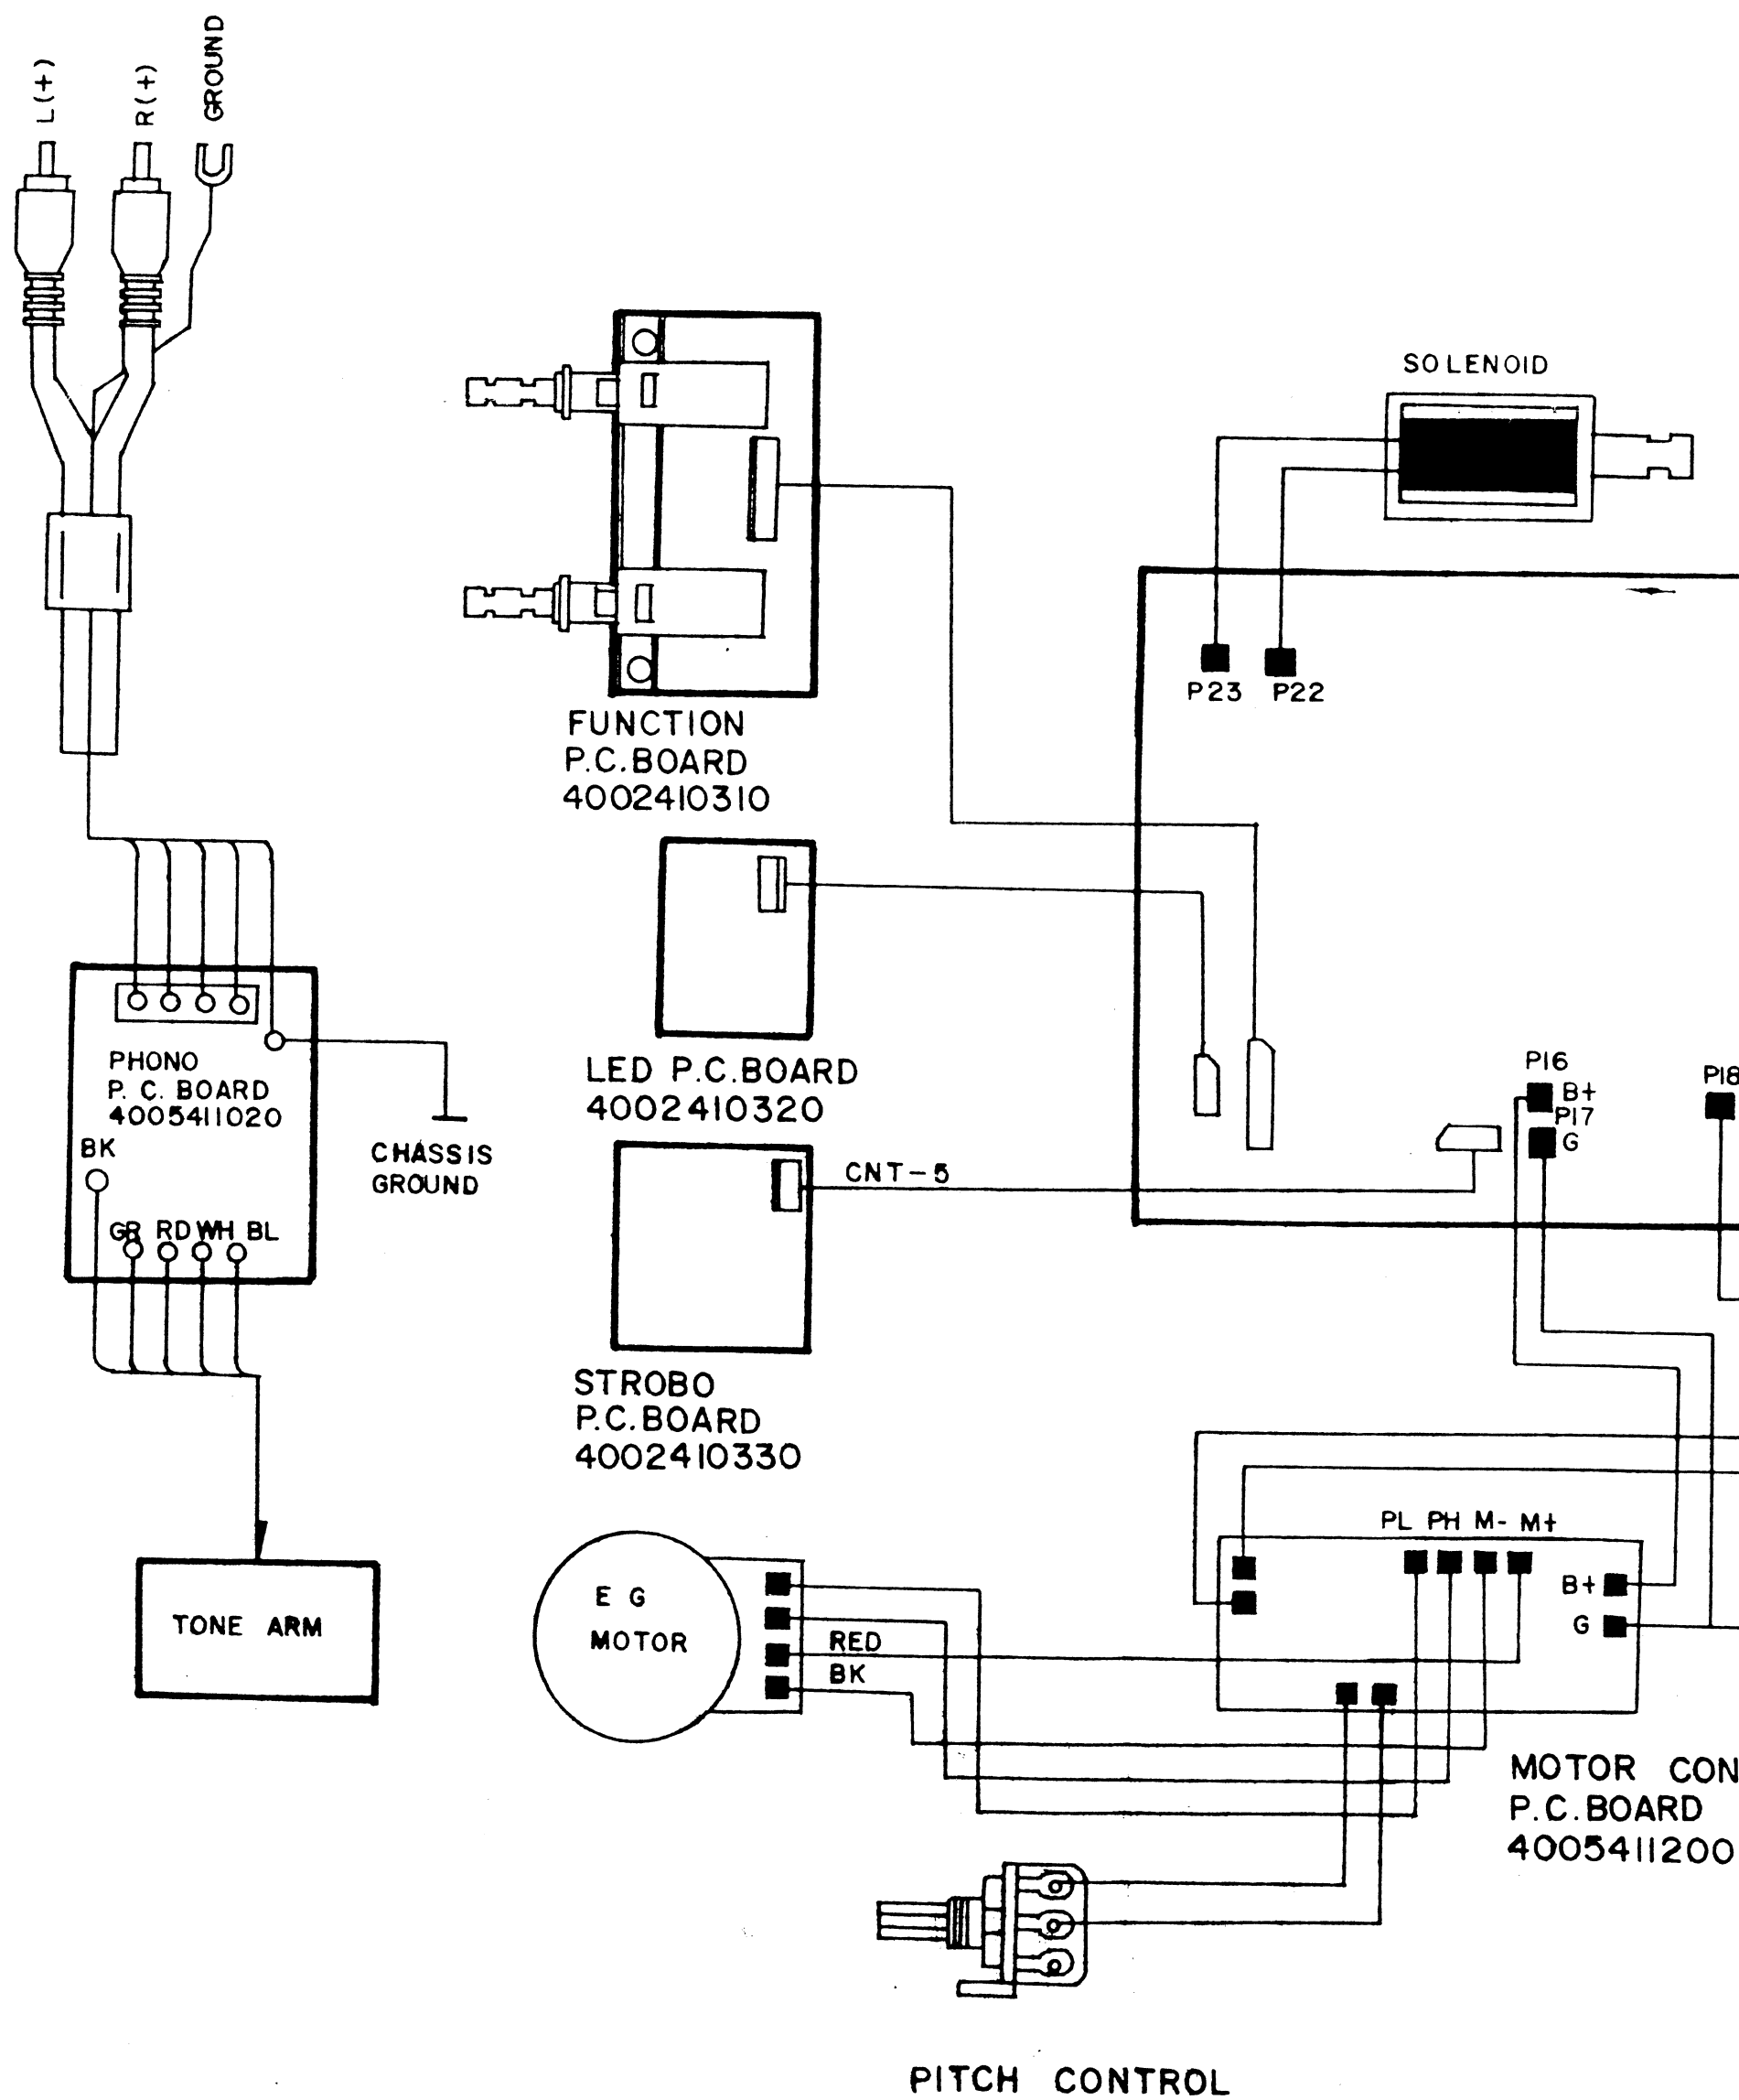 L(+)
R(+)
GROUND
SOLENOID
P23 P22
FUNCTION
P.C.BOARD
4002410310
LED P.C.BOARD
4002410320
PHONO
P. C. BOARD
4005411020
BK
GR RD WH BL
CHASSIS
GROUND
CNT-5
P16
B+
P17
G
P18
STROBO
P.C.BOARD
4002410330
TONE ARM
E G
MOTOR
RED
BK
PL PH M- M+
B+
G
MOTOR CON
P.C.BOARD
4005411200
PITCH CONTROL